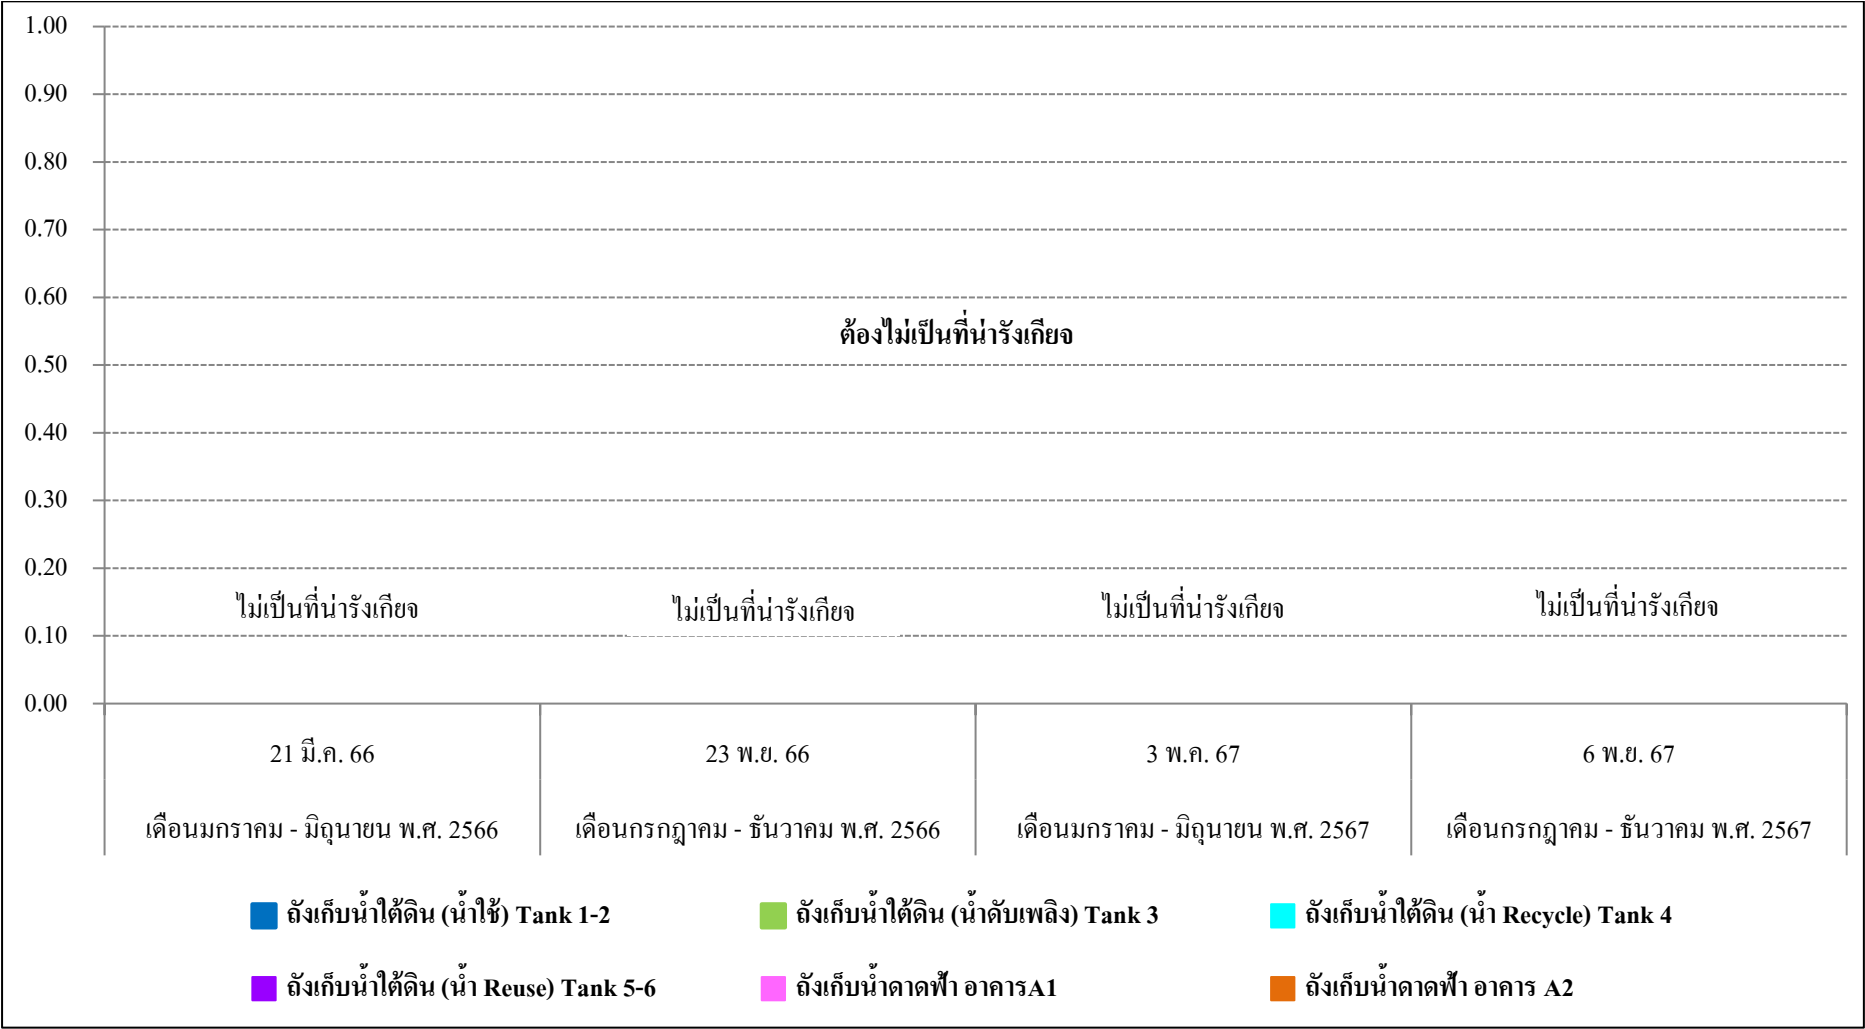 1.00
0.90
0.80
0.70
0.60
ต้องไม่เป็นที่น่ารังเกียจ
0.50
0.40
0.30
0.20
ไม่เป็นที่น่ารังเกียจ ไม่เป็นที่น่ารังเกียจ ไม่เป็นที่น่ารังเกียจ ไม่เป็นที่น่ารังเกียจ
0.10
0.00
21 มี.ค. 66 23 พ.ย. 66 3 พ.ค. 67 6 พ.ย. 67
เดือนมกราคม - มิถุนายน พ.ศ. 2566 เดือนกรกฎาคม - ธันวาคม พ.ศ. 2566 เดือนมกราคม - มิถุนายน พ.ศ. 2567 เดือนกรกฎาคม - ธันวาคม พ.ศ. 2567
ถังเก็บน้ำใต้ดิน (น้ำใช้) Tank 1-2 ถังเก็บน้ำใต้ดิน (น้ำดับเพลิง) Tank 3 ถังเก็บน้ำใต้ดิน (น้ำ Recycle) Tank 4
ถังเก็บน้ำใต้ดิน (น้ำ Reuse) Tank 5-6 ถังเก็บน้ำดาดฟ้า อาคารA1 ถังเก็บน้ำดาดฟ้า อาคาร A2